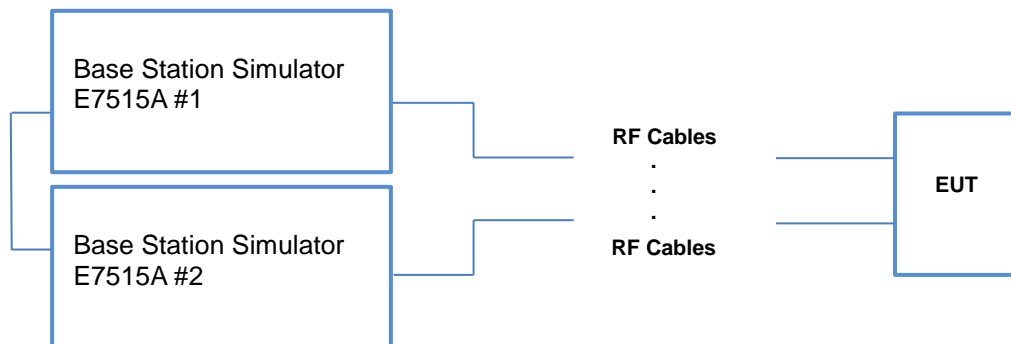 Base Station Simulator
E7515A #1
RF Cables
.
.
.
RF Cables
EUT
Base Station Simulator
E7515A #2